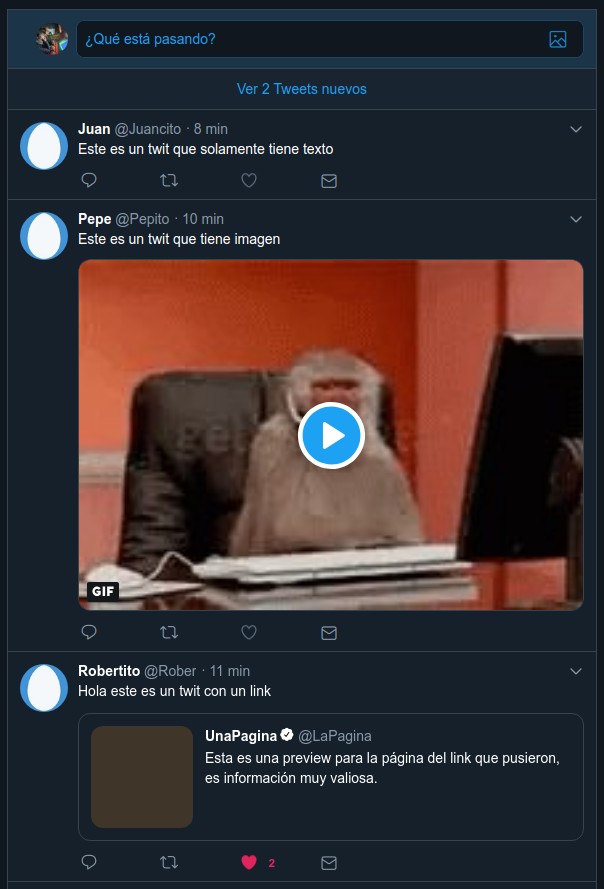 ¿Qué está pasando?
Ver 2 Tweets nuevos
Juan @Juancito · 8 min
Este es un twit que solamente tiene texto
Pepe @Pepito · 10 min
Este es un twit que tiene imagen
GIF
Robertito @Rober · 11 min
Hola este es un twit con un link
UnaPagina @LaPagina
Esta es una preview para la página del link que pusieron,
es información muy valiosa.
2